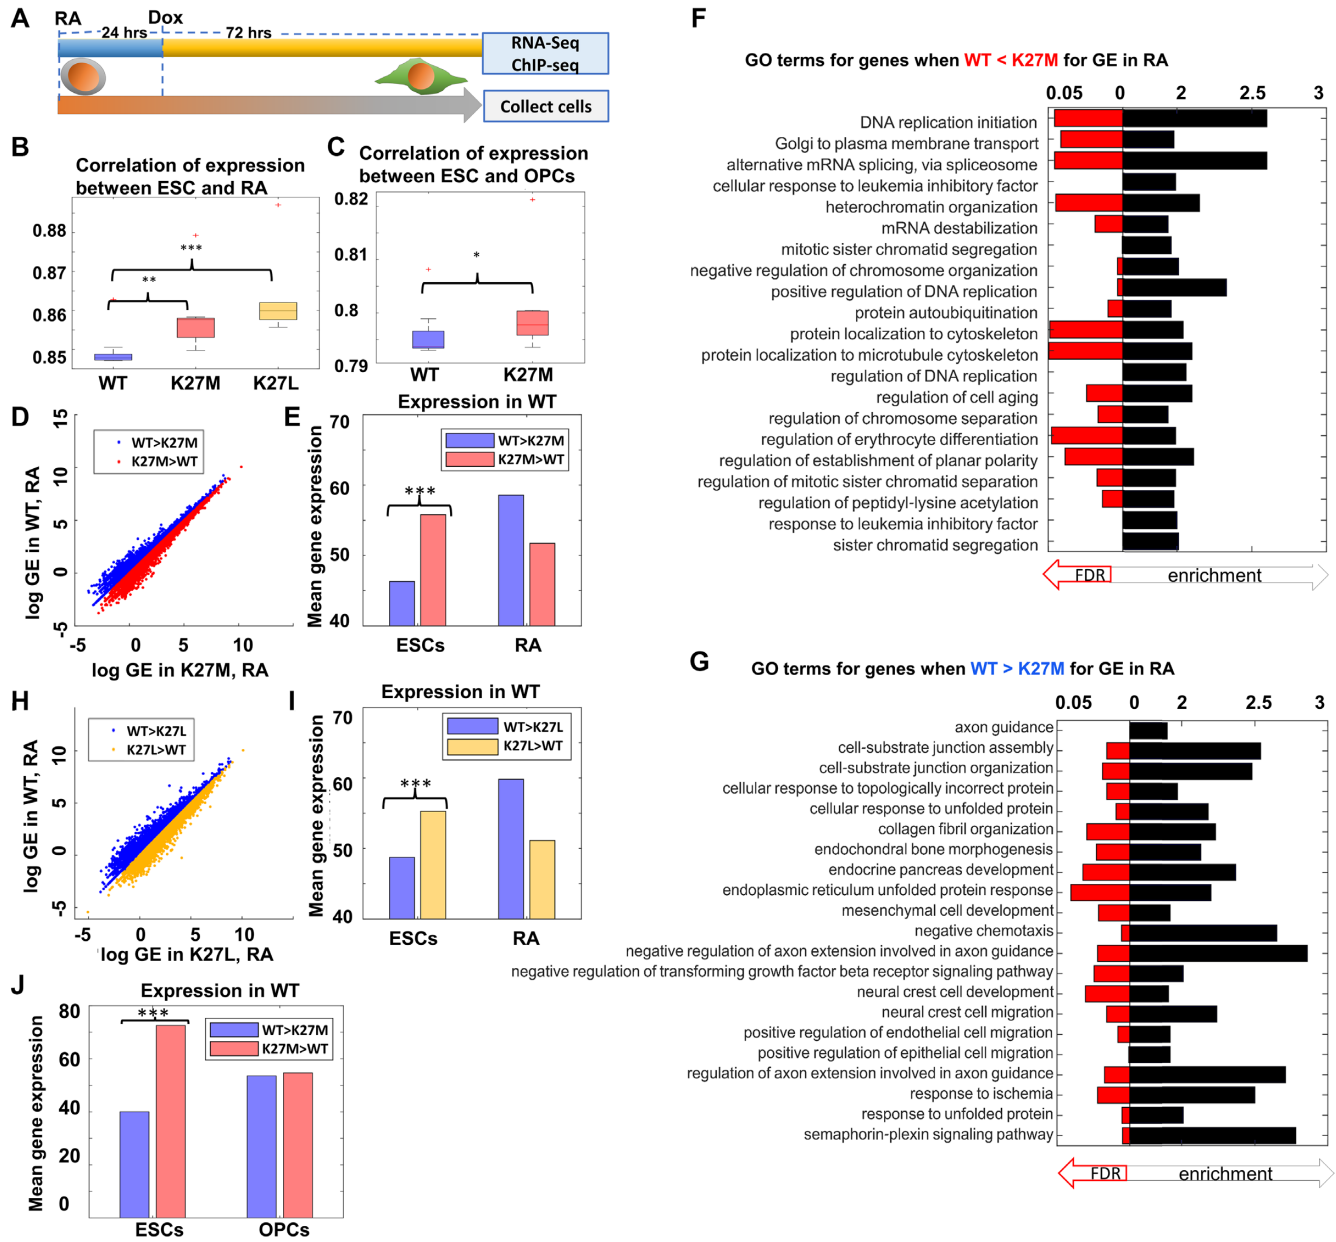 A
RA
Dox
24 hrs
72 hrs
RNA-Seq
ChIP-seq
Collect cells
B
Correlation of expression
between ESC and RA
0.88
0.87
0.86
0.85
***
**
WT
K27M
K27L
C
Correlation of expression
between ESC and OPCs
0.82
0.81
0.8
0.79
*
WT
K27M
D
15
10
5
0
-5
WT>K27M
K27M>WT
log GE in WT, RA
-5
0
5
10
log GE in K27M, RA
E
Expression in WT
70
60
50
40
Mean gene expression
WT>K27M
K27M>WT
***
ESCs
RA
F
GO terms for genes when WT < K27M for GE in RA
0.05
0
2
2.5
3
DNA replication initiation
Golgi to plasma membrane transport
alternative mRNA splicing, via spliceosome
cellular response to leukemia inhibitory factor
heterochromatin organization
mRNA destabilization
mitotic sister chromatid segregation
negative regulation of chromosome organization
positive regulation of DNA replication
protein autoubiquitination
protein localization to cytoskeleton
protein localization to microtubule cytoskeleton
regulation of DNA replication
regulation of cell aging
regulation of chromosome separation
regulation of erythrocyte differentiation
regulation of establishment of planar polarity
regulation of mitotic sister chromatid separation
regulation of peptidyl-lysine acetylation
response to leukemia inhibitory factor
sister chromatid segregation
FDR
enrichment
G
GO terms for genes when WT > K27M for GE in RA
0.05
0
2
2.5
3
axon guidance
cell-substrate junction assembly
cell-substrate junction organization
cellular response to topologically incorrect protein
cellular response to unfolded protein
collagen fibril organization
endochondral bone morphogenesis
endocrine pancreas development
endoplasmic reticulum unfolded protein response
mesenchymal cell development
negative chemotaxis
negative regulation of axon extension involved in axon guidance
negative regulation of transforming growth factor beta receptor signaling pathway
neural crest cell development
neural crest cell migration
positive regulation of endothelial cell migration
positive regulation of epithelial cell migration
regulation of axon extension involved in axon guidance
response to ischemia
response to unfolded protein
semaphorin-plexin signaling pathway
FDR
enrichment
H
10
5
0
-5
WT>K27L
K27L>WT
log GE in WT, RA
-5
0
5
10
log GE in K27L, RA
I
Expression in WT
70
60
50
40
Mean gene expression
WT>K27L
K27L>WT
***
ESCs
RA
J
Expression in WT
80
60
40
20
0
Mean gene expression
WT>K27M
K27M>WT
***
ESCs
OPCs